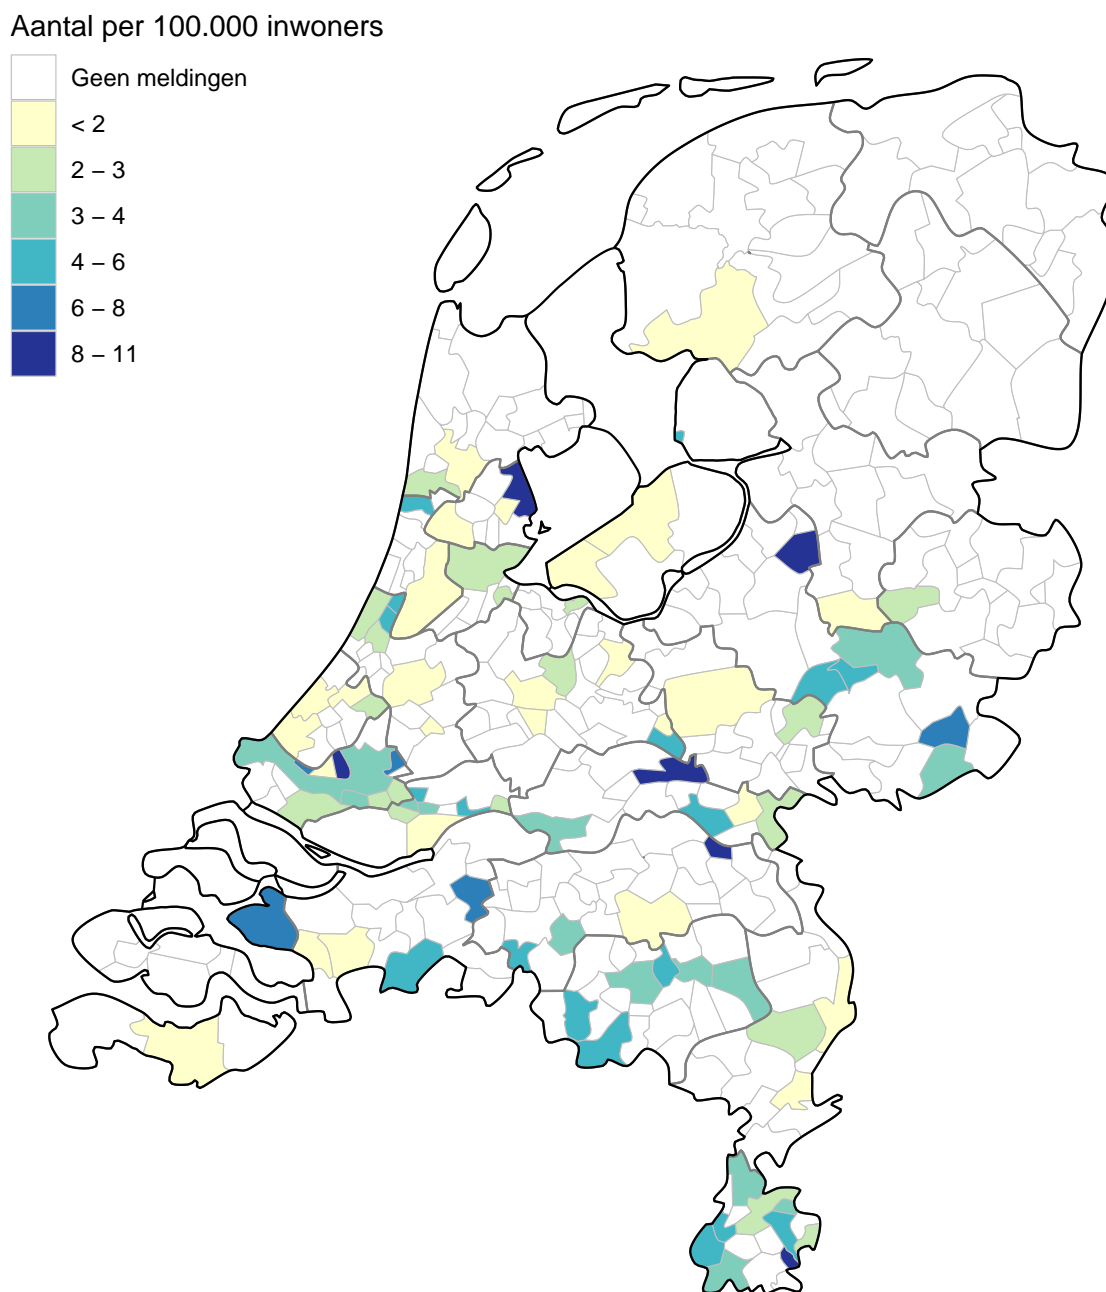 Aantal per 100.000 inwoners
Geen meldingen
< 2
2 – 3
3 – 4
4 – 6
6 – 8
8 – 11